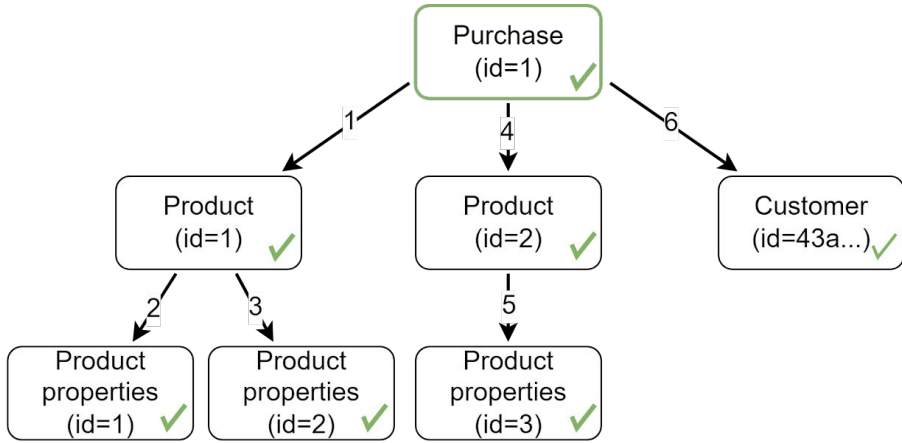 Purchase
(id=1)
1
4
6
Product
(id=1)
Product
(id=2)
Customer
(id=43a...)
2
3
5
Product
properties
(id=1)
Product
properties
(id=2)
Product
properties
(id=3)